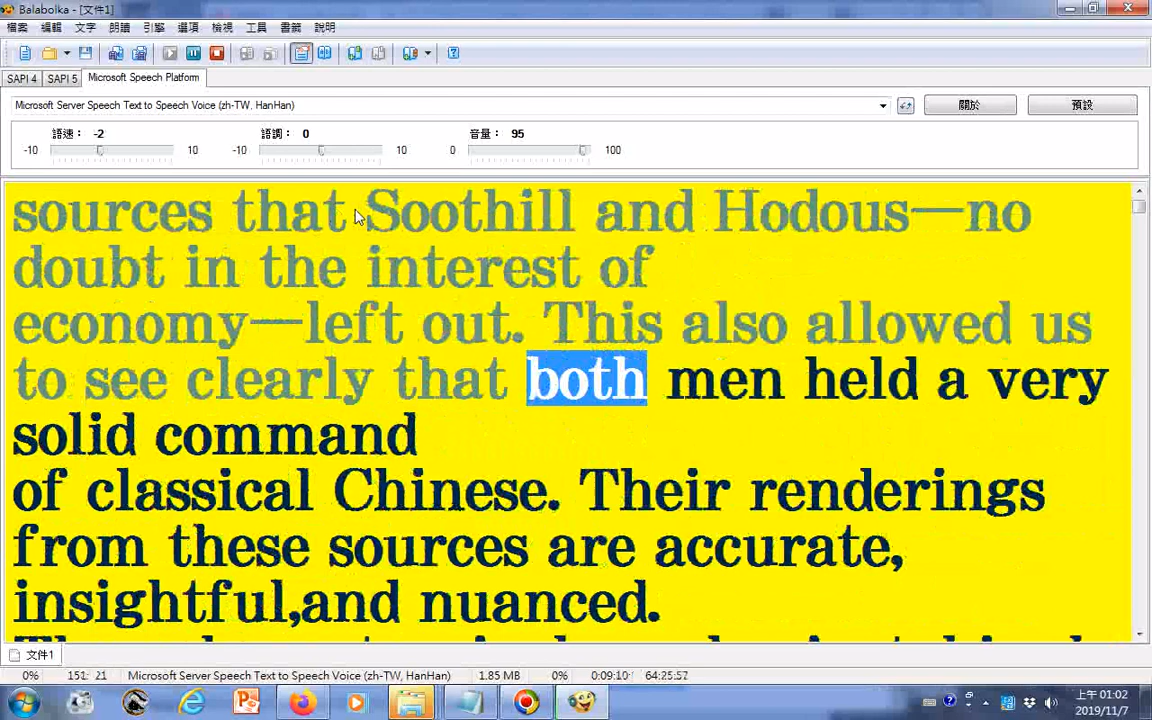 Balabolka - [文件1]
檔案 編輯 文字 朗讀 引擎 選項 檢視 工具 書籤 說明
SAPI 4 SAPI 5 Microsoft Speech Platform
Microsoft Server Speech Text to Speech Voice (zh-TW, HanHan) 關於 預設
語速： -2 語調： 0 音量： 95
-10 10 -10 10 0 100
sources that Soothill and Hodous—no
doubt in the interest of
economy—left out. This also allowed us
to see clearly that both men held a very
solid command
of classical Chinese. Their renderings
from these sources are accurate,
insightful,and nuanced.
文件1
0% 151: 21 Microsoft Server Speech Text to Speech Voice (zh-TW, HanHan) 1.85 MB 0% 0:09:10 64:25:57
上午 01:02
2019/11/7